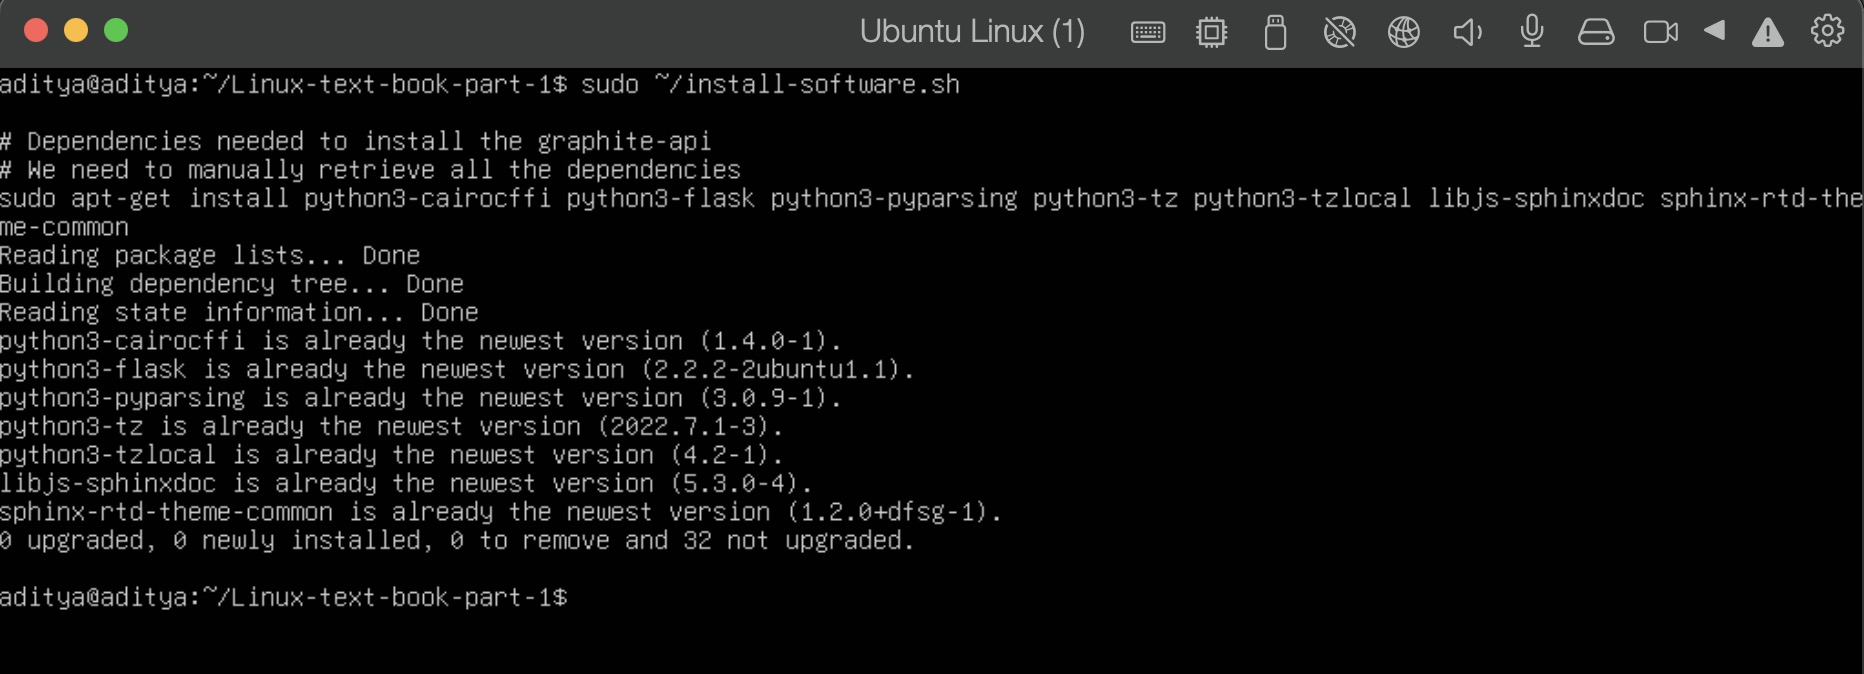 Ubuntu Linux (1)
aditya@aditya:~/Linux-text-book-part-1$ sudo ~/install-software.sh
# Dependencies needed to install the graphite-api
# We need to manually retrieve all the dependencies
sudo apt-get install python3-cairocffi python3-flask python3-pyparsing python3-tz python3-tzlocal libjs-sphinxdoc sphinx-rtd-the
me-common
Reading package lists... Done
Building dependency tree... Done
Reading state information... Done
python3-cairocffi is already the newest version (1.4.0-1).
python3-flask is already the newest version (2.2.2-2ubuntu1.1).
python3-pyparsing is already the newest version (3.0.9-1).
python3-tz is already the newest version (2022.7.1-3).
python3-tzlocal is already the newest version (4.2-1).
libjs-sphinxdoc is already the newest version (5.3.0-4).
sphinx-rtd-theme-common is already the newest version (1.2.0+dfsg-1).
0 upgraded, 0 newly installed, 0 to remove and 32 not upgraded.
aditya@aditya:~/Linux-text-book-part-1$